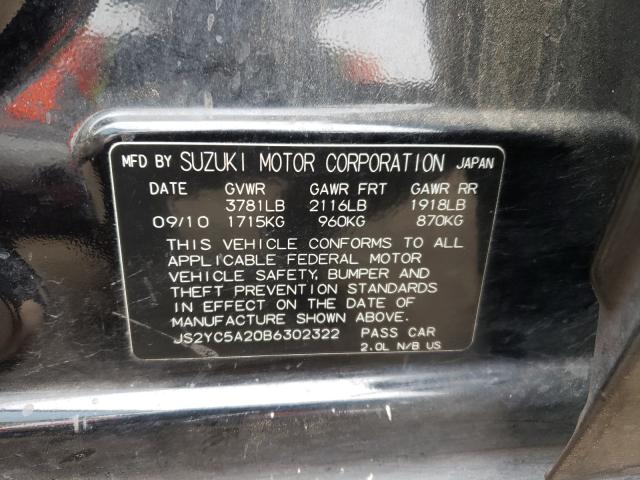 MFD BY SUZUKI MOTOR CORPORATION JAPAN
DATE GVWR GAWR FRT GAWR RR
3781LB 2116LB 1918LB
09/10 1715KG 960KG 870KG
THIS VEHICLE CONFORMS TO ALL
APPLICABLE FEDERAL MOTOR
VEHICLE SAFETY, BUMPER AND
THEFT PREVENTION STANDARDS
IN EFFECT ON THE DATE OF
MANUFACTURE SHOWN ABOVE.
JS2YC5A20B6302322 PASS CAR
2.0L N/B US